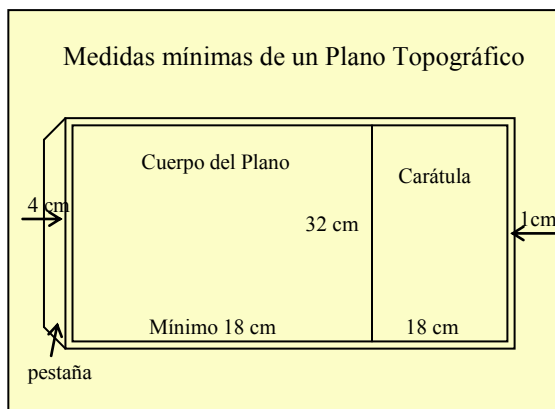 Medidas mínimas de un Plano Topográfico
Cuerpo del Plano
Carátula
4 cm
32 cm
1cm
Mínimo 18 cm
18 cm
pestaña